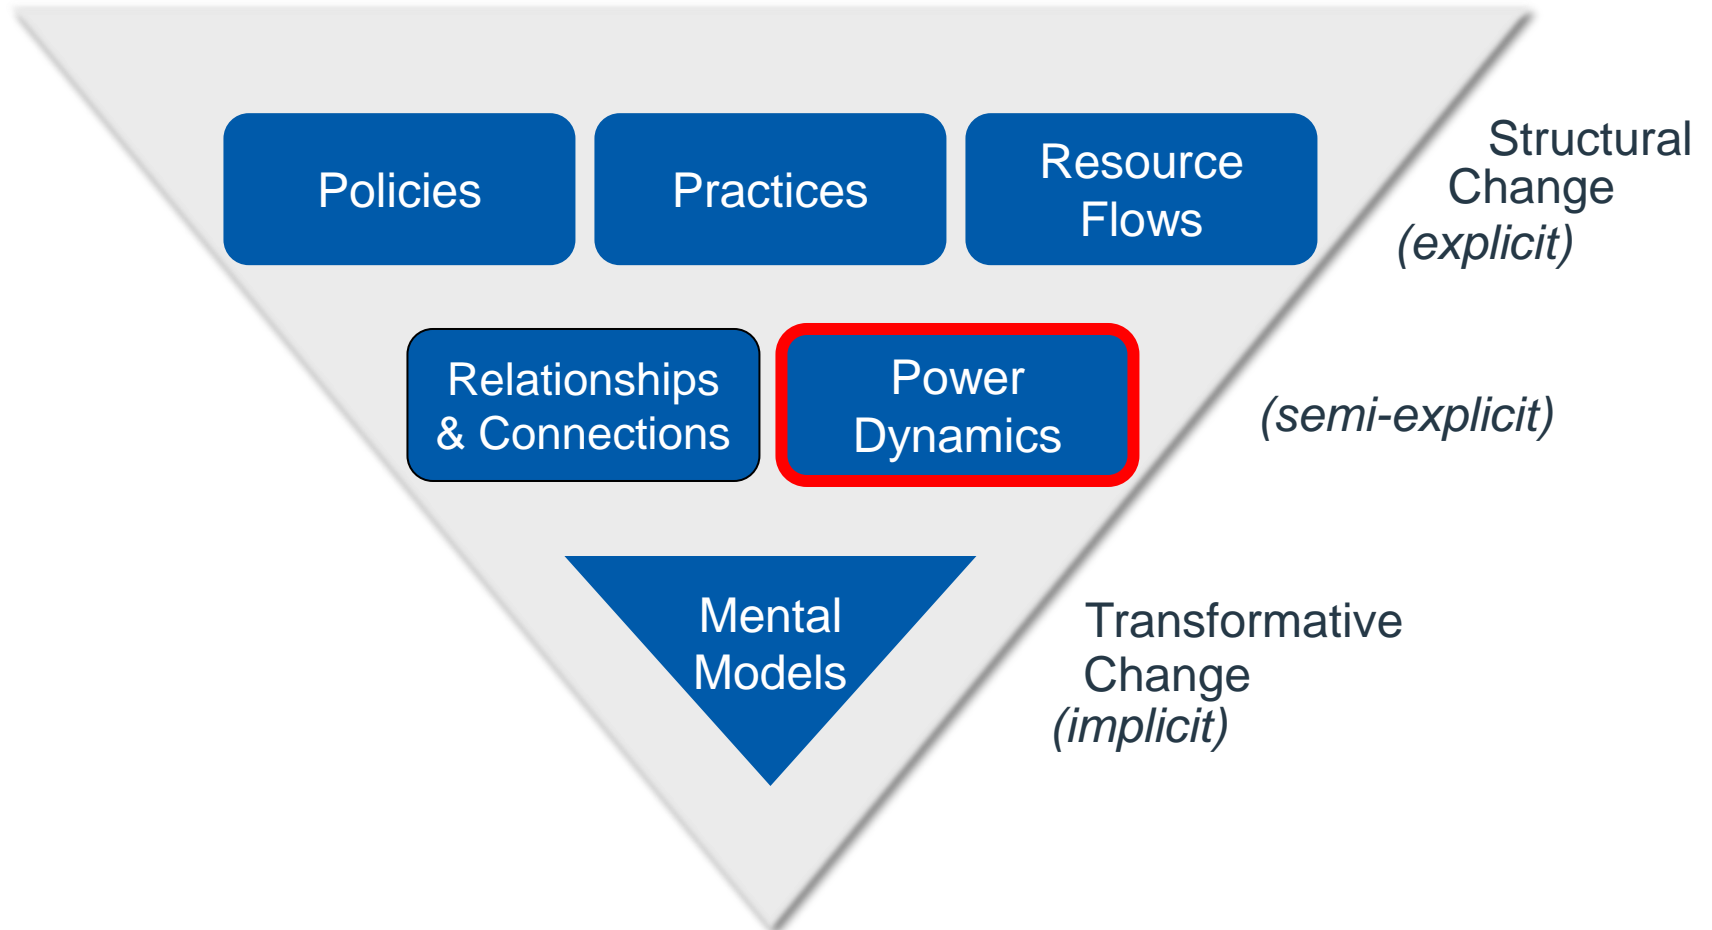 Policies
Practices
Resource
Flows
Structural
Change
(explicit)
Relationships
& Connections
Power
Dynamics
(semi-explicit)
Mental
Models
Transformative
Change
(implicit)